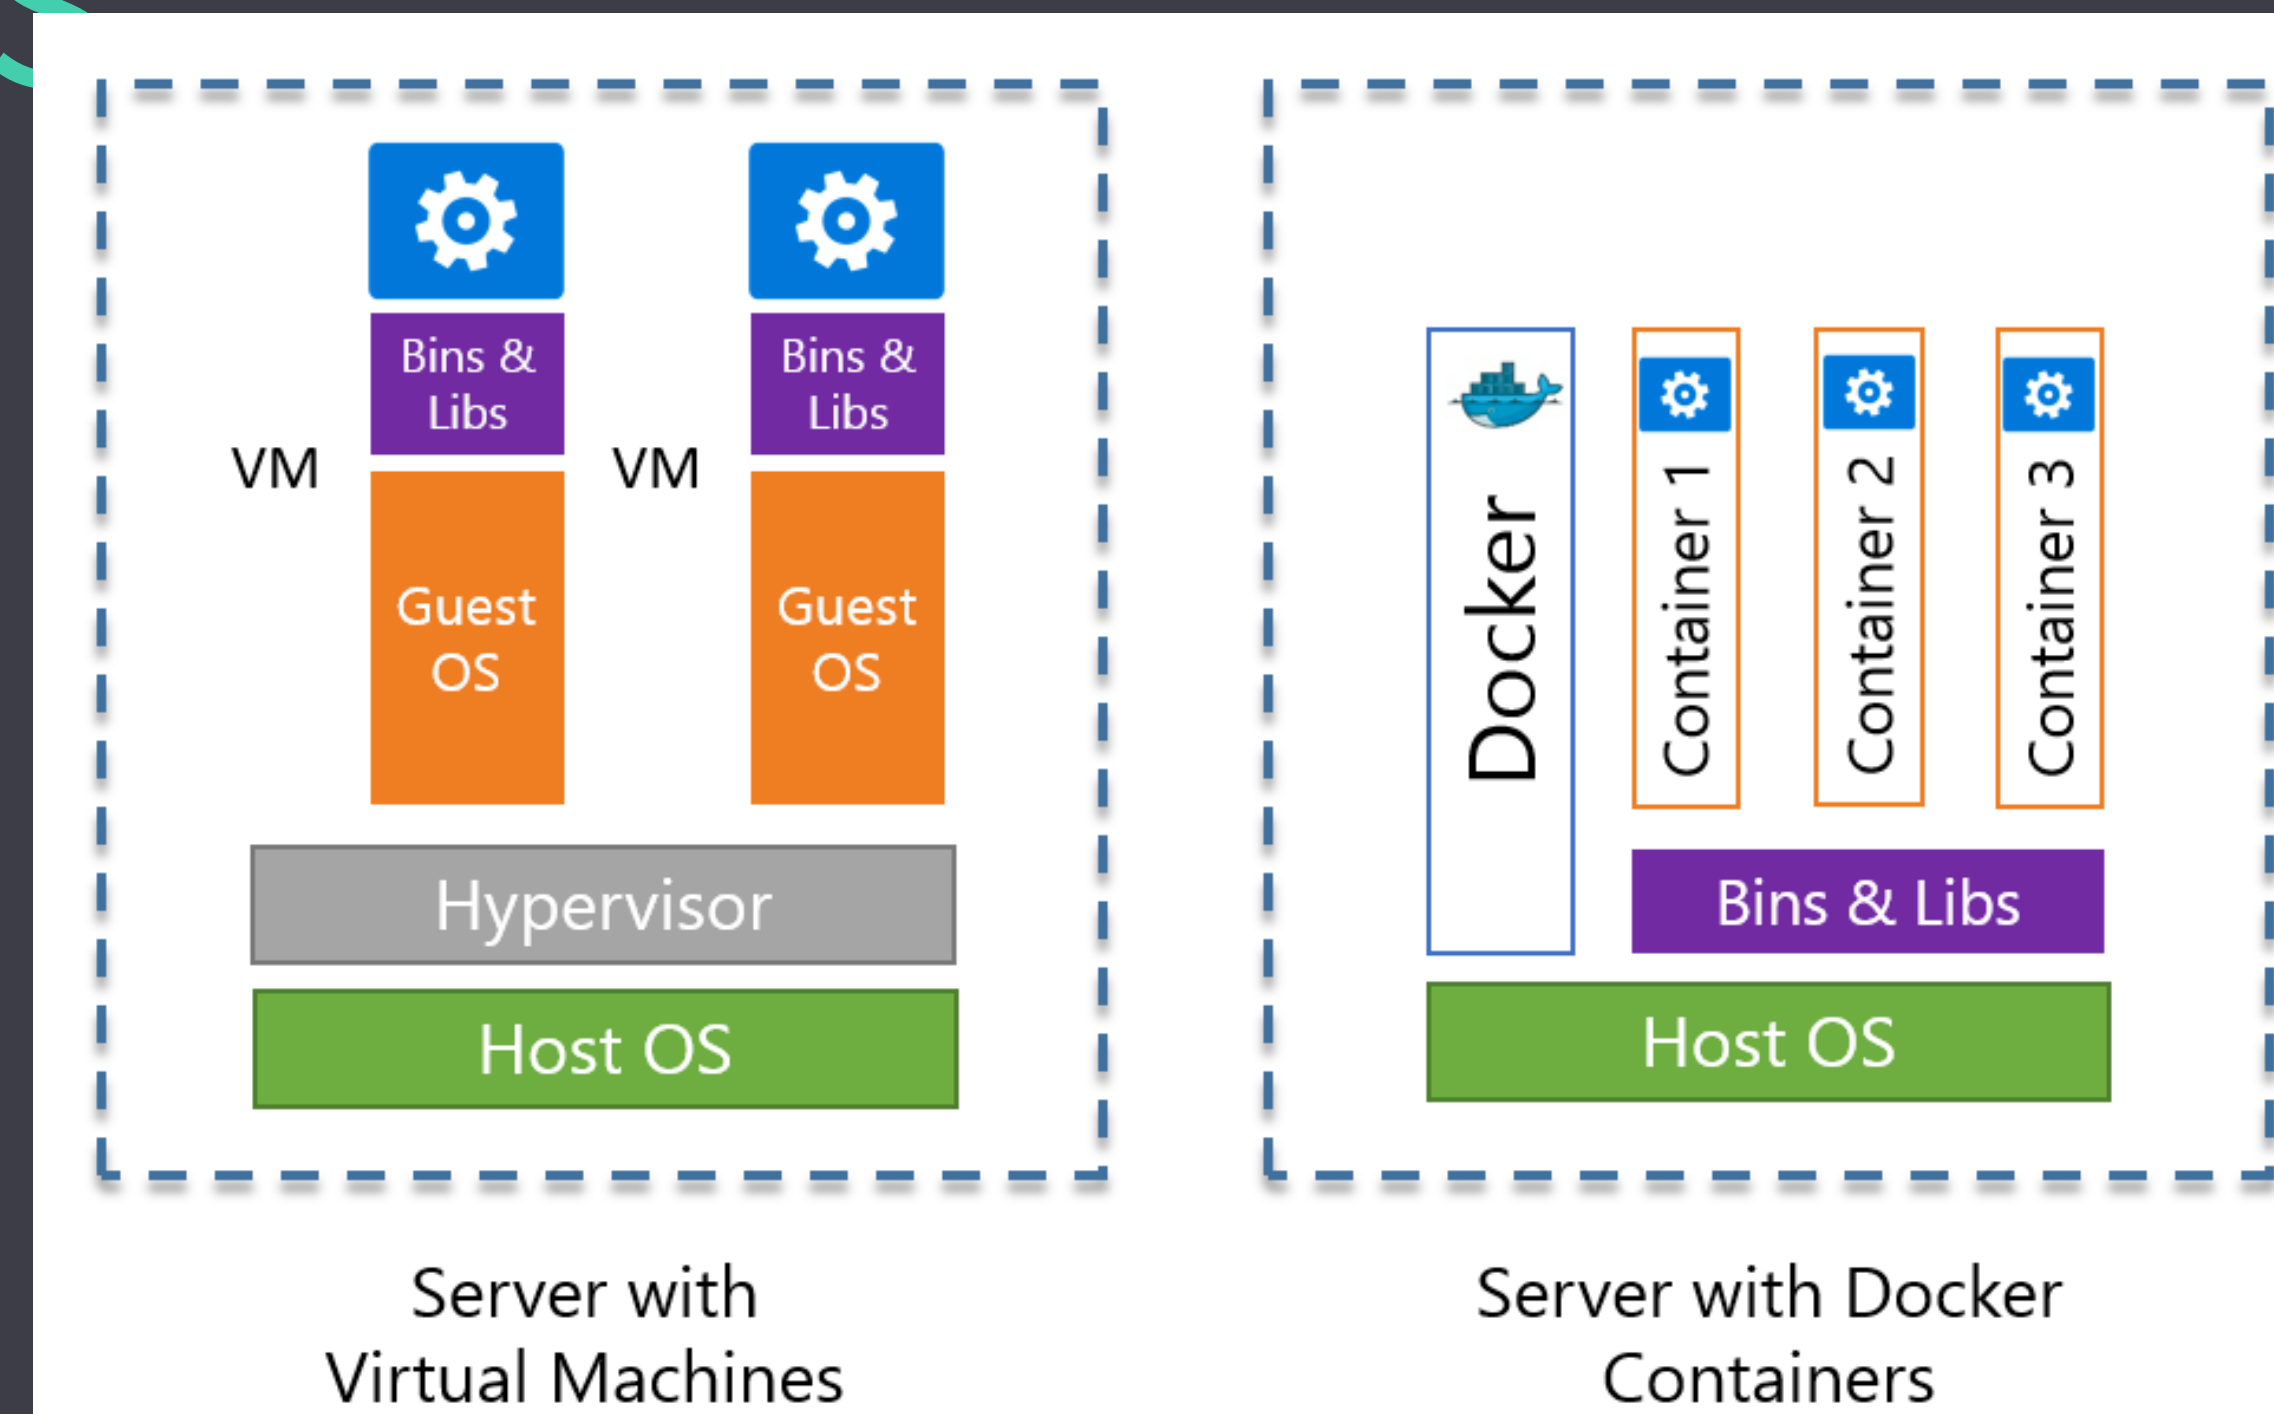 VM
Bins &
Libs
Guest
OS
VM
Bins &
Libs
Guest
OS
Hypervisor
Host OS
Server with
Virtual Machines
Docker
Container 1
Container 2
Container 3
Bins & Libs
Host OS
Server with Docker
Containers